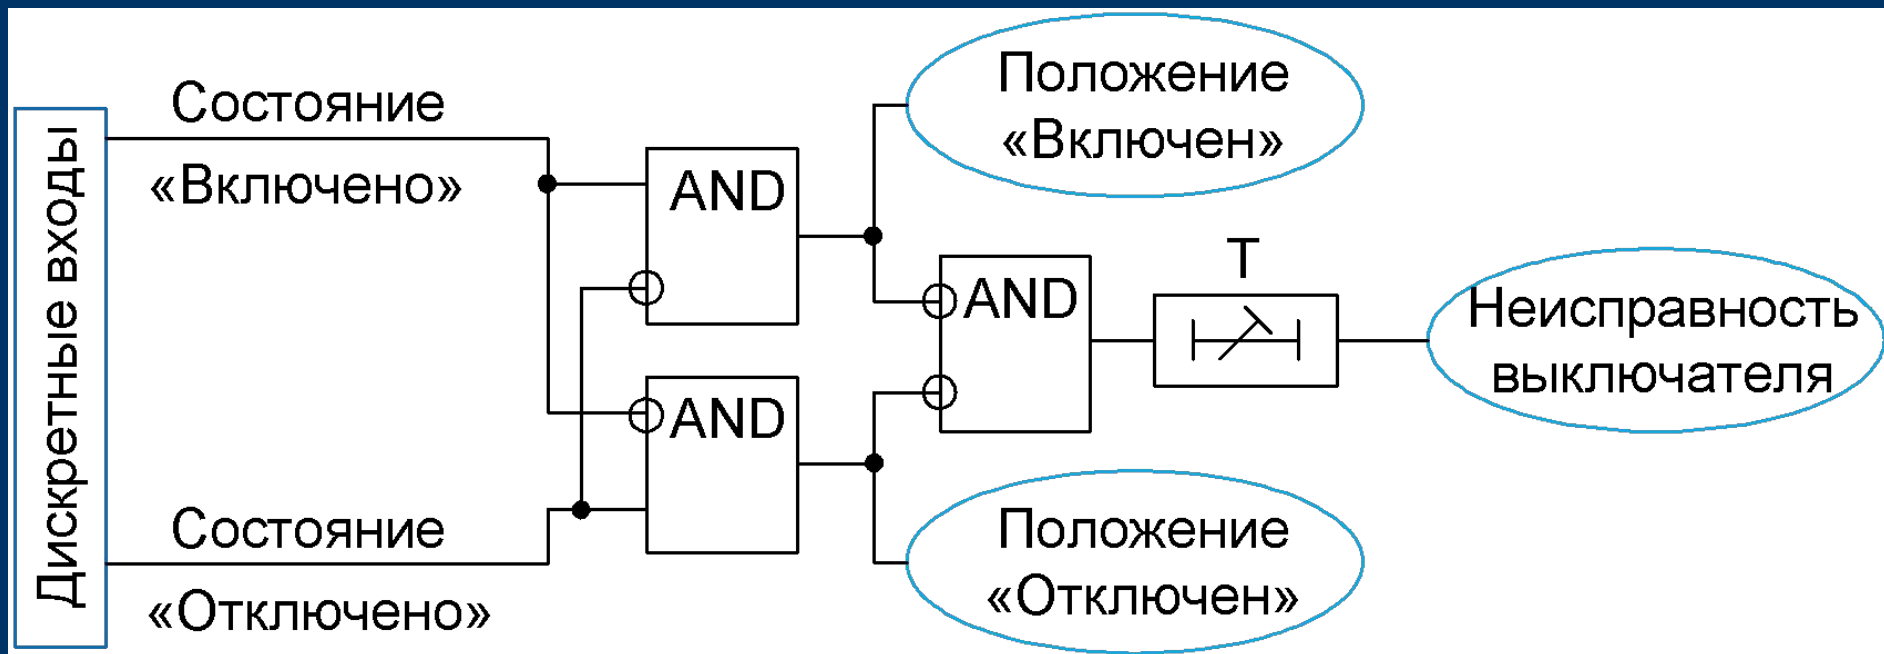 Дискретные входы
Состояние
«Включено»
Состояние
«Отключено»
AND
AND
Положение
«Включен»
AND
T
Неисправность
выключателя
Положение
«Отключен»